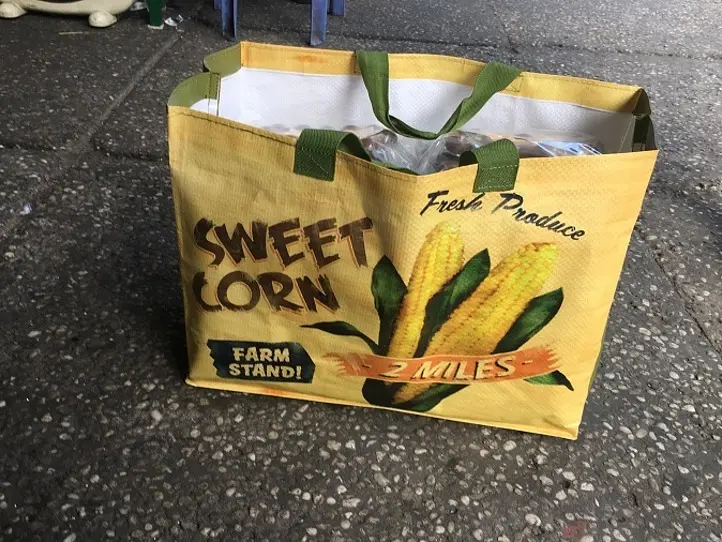 Fresh Produce
SWEET
CORN
FARM
STAND!
- 2 MILES -